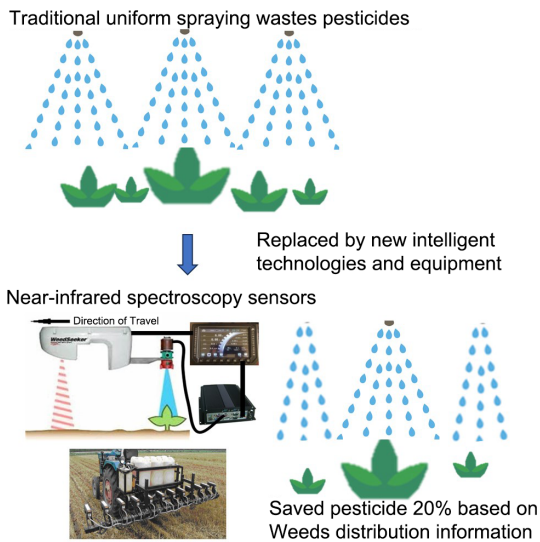 Traditional uniform spraying wastes pesticides
Replaced by new intelligent
technologies and equipment
Near-infrared spectroscopy sensors
Direction of Travel
WeedSeeker
Saved pesticide 20% based on
Weeds distribution information